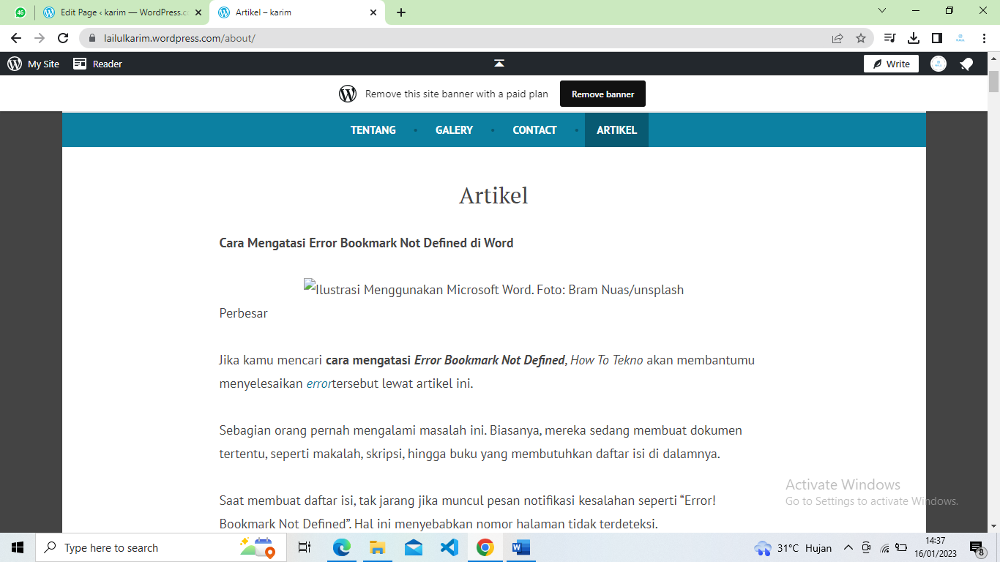 46
Edit Page ‹ karim — WordPress.c
Artikel – karim
lailulkarim.wordpress.com/about/
My Site
Reader
Write
Remove this site banner with a paid plan
Remove banner
TENTANG • GALERY • CONTACT • ARTIKEL
Artikel
Cara Mengatasi Error Bookmark Not Defined di Word
Ilustrasi Menggunakan Microsoft Word. Foto: Bram Nuas/unsplash
Perbesar
Jika kamu mencari cara mengatasi Error Bookmark Not Defined, How To Tekno akan membantumu
menyelesaikan errortersebut lewat artikel ini.
Sebagian orang pernah mengalami masalah ini. Biasanya, mereka sedang membuat dokumen
tertentu, seperti makalah, skripsi, hingga buku yang membutuhkan daftar isi di dalamnya.
Saat membuat daftar isi, tak jarang jika muncul pesan notifikasi kesalahan seperti “Error!
Bookmark Not Defined”. Hal ini menyebabkan nomor halaman tidak terdeteksi.
Activate Windows
Go to Settings to activate Windows.
Type here to search
31°C Hujan
14:37
16/01/2023
8